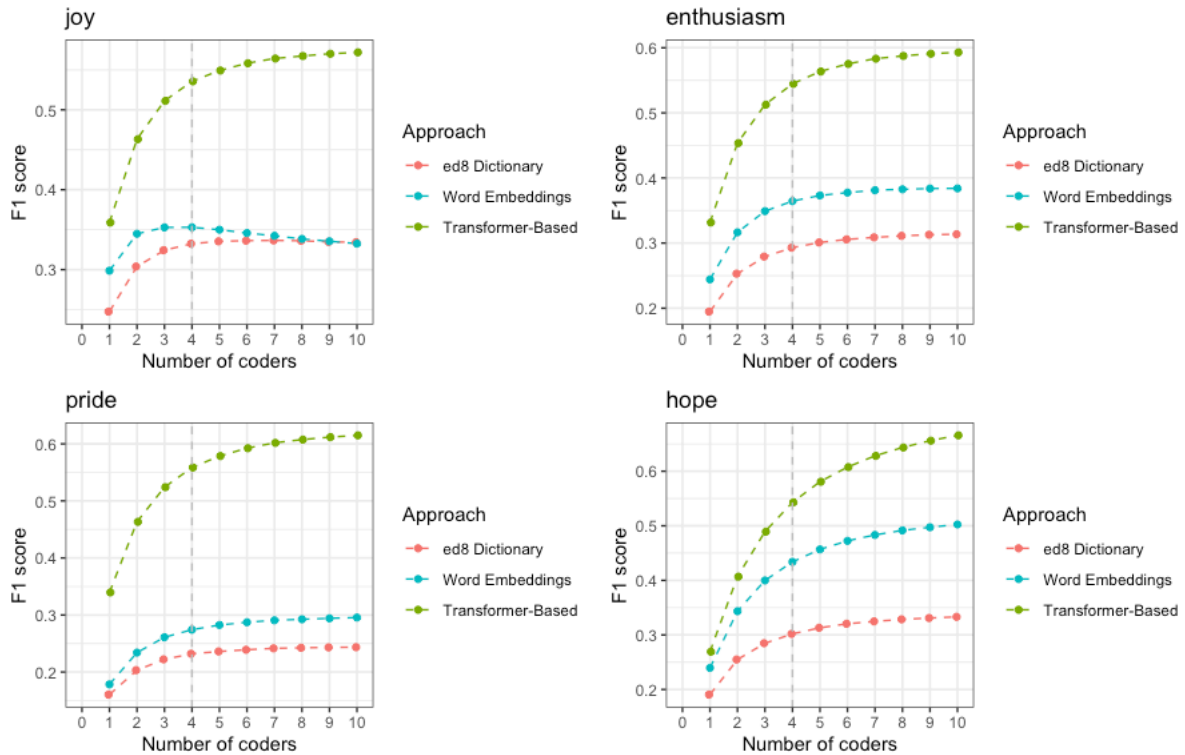 joy
F1 score
0.5
0.4
0.3
0 1 2 3 4 5 6 7 8 9 10
Number of coders
Approach
ed8 Dictionary
Word Embeddings
Transformer-Based
enthusiasm
F1 score
0.6
0.5
0.4
0.3
0.2
0 1 2 3 4 5 6 7 8 9 10
Number of coders
Approach
ed8 Dictionary
Word Embeddings
Transformer-Based
pride
F1 score
0.6
0.5
0.4
0.3
0.2
0 1 2 3 4 5 6 7 8 9 10
Number of coders
Approach
ed8 Dictionary
Word Embeddings
Transformer-Based
hope
F1 score
0.6
0.5
0.4
0.3
0.2
0 1 2 3 4 5 6 7 8 9 10
Number of coders
Approach
ed8 Dictionary
Word Embeddings
Transformer-Based